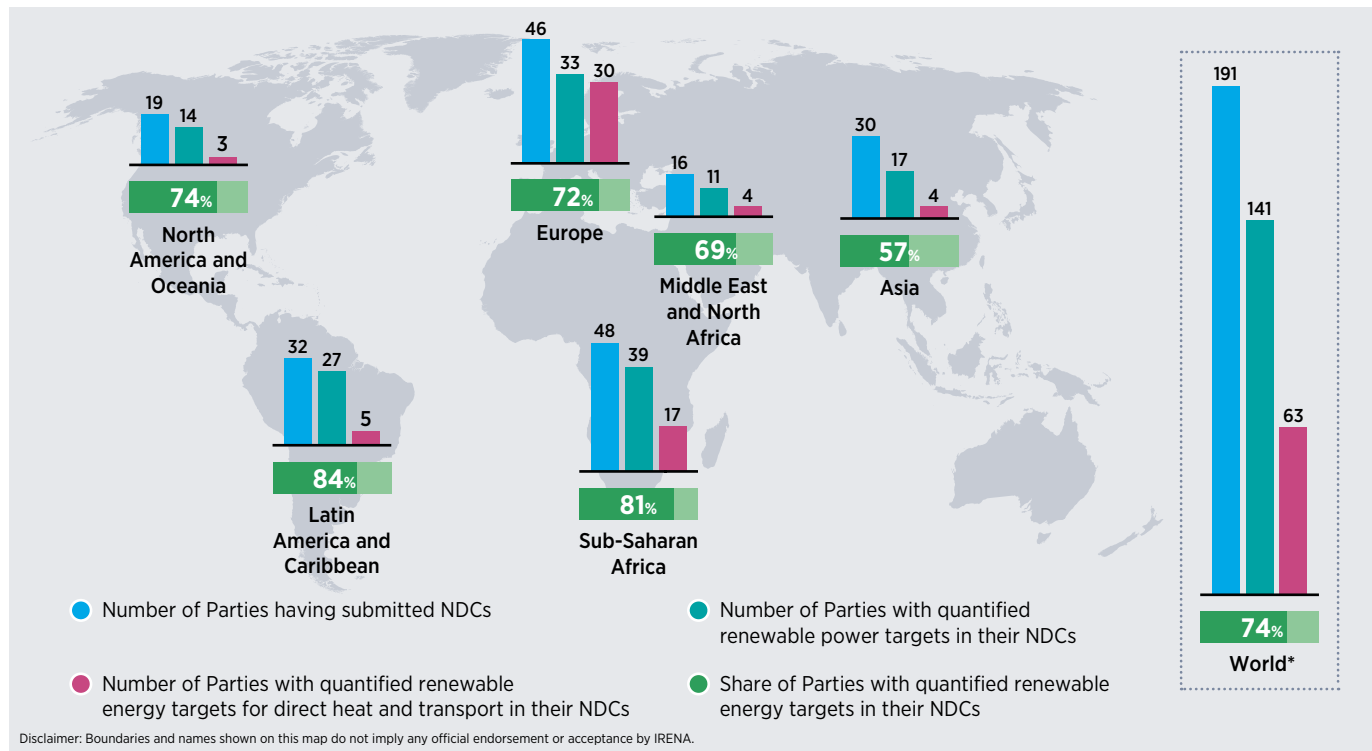 19
14
3
74%
North
America and
Oceania
46
33
30
72%
Europe
16
11
4
69%
Middle East
and North
Africa
30
17
4
57%
Asia
32
27
5
84%
Latin
America and
Caribbean
48
39
17
81%
Sub-Saharan
Africa
191
141
63
74%
World*
Number of Parties having submitted NDCs
Number of Parties with quantified
renewable power targets in their NDCs
Number of Parties with quantified renewable
energy targets for direct heat and transport in their NDCs
Share of Parties with quantified renewable
energy targets in their NDCs
Disclaimer: Boundaries and names shown on this map do not imply any official endorsement or acceptance by IRENA.